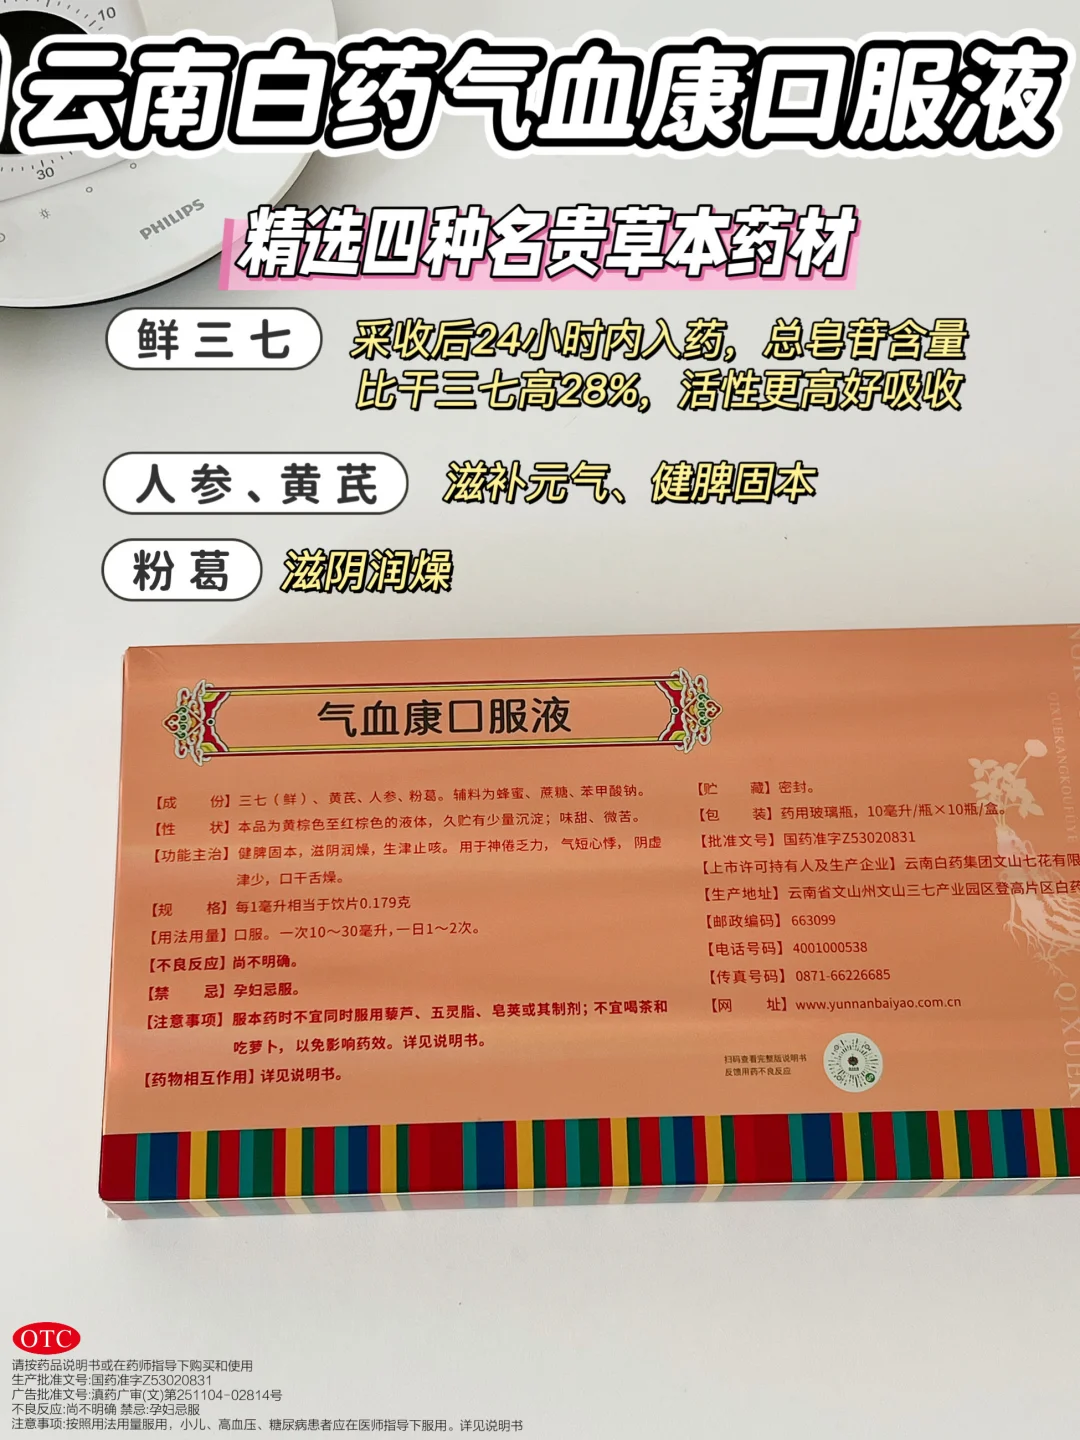 云南白药气血康口服液
10
30
PHILIPS
精选四种名贵草本药材
鲜三七
采收后24小时内入药，总皂苷含量
比干三七高28%，活性更高好吸收
人参、黄芪
滋补元气、健脾固本
粉葛
滋阴润燥
气血康口服液
【成　份】三七（鲜）、黄芪、人参、粉葛。辅料为蜂蜜、蔗糖、苯甲酸钠。
【性　状】本品为黄棕色至红棕色的液体，久贮有少量沉淀；味甜、微苦。
【功能主治】健脾固本，滋阴润燥，生津止咳。用于神倦乏力，气短心悸，阴虚
津少，口干舌燥。
【规　格】每1毫升相当于饮片0.179克
【用法用量】口服。一次10～30毫升，一日1～2次。
【不良反应】尚不明确。
【禁　忌】孕妇忌服。
【注意事项】服本药时不宜同时服用藜芦、五灵脂、皂荚或其制剂；不宜喝茶和
吃萝卜，以免影响药效。详见说明书。
【药物相互作用】详见说明书。
【贮　藏】密封。
【包　装】药用玻璃瓶，10毫升/瓶×10瓶/盒。
【批准文号】国药准字Z53020831
【上市许可持有人及生产企业】云南白药集团文山七花有限
【生产地址】云南省文山州文山三七产业园区登高片区白药
【邮政编码】663099
【电话号码】4001000538
【传真号码】0871-66226685
【网　址】www.yunnanbaiyao.com.cn
扫码查看完整版说明书
反馈用药不良反应
QIXUEKANGKOUFUYE
QIXUEK
OTC
请按药品说明书或在药师指导下购买和使用
生产批准文号:国药准字Z53020831
广告批准文号:滇药广审(文)第251104-02814号
不良反应:尚不明确 禁忌:孕妇忌服
注意事项:按照用法用量服用，小儿、高血压、糖尿病患者应在医师指导下服用。详见说明书